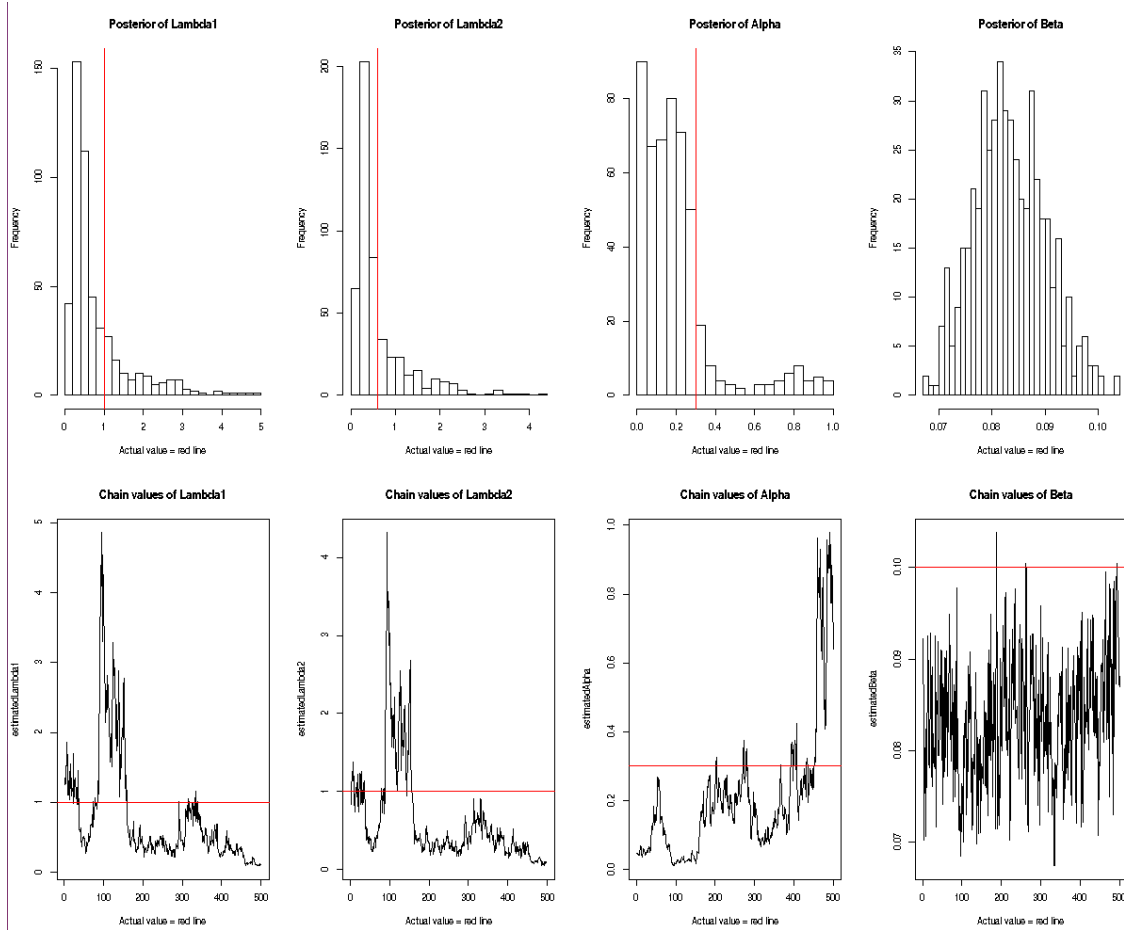 Posterior of Lambda1
Frequency
0 50 100 150
0 1 2 3 4 5
Actual value = red line
Posterior of Lambda2
Frequency
0 50 100 150 200
0 1 2 3 4
Actual value = red line
Posterior of Alpha
Frequency
0 20 40 60 80
0.0 0.2 0.4 0.6 0.8 1.0
Actual value = red line
Posterior of Beta
Frequency
0 5 10 15 20 25 30 35
0.07 0.08 0.09 0.10
Actual value = red line
Chain values of Lambda1
estimatedLambda1
0 1 2 3 4 5
0 100 200 300 400 500
Actual value = red line
Chain values of Lambda2
estimatedLambda2
0 1 2 3 4
0 100 200 300 400 500
Actual value = red line
Chain values of Alpha
estimatedAlpha
0.0 0.2 0.4 0.6 0.8 1.0
0 100 200 300 400 500
Actual value = red line
Chain values of Beta
estimatedBeta
0.07 0.08 0.09 0.10
0 100 200 300 400 500
Actual value = red line